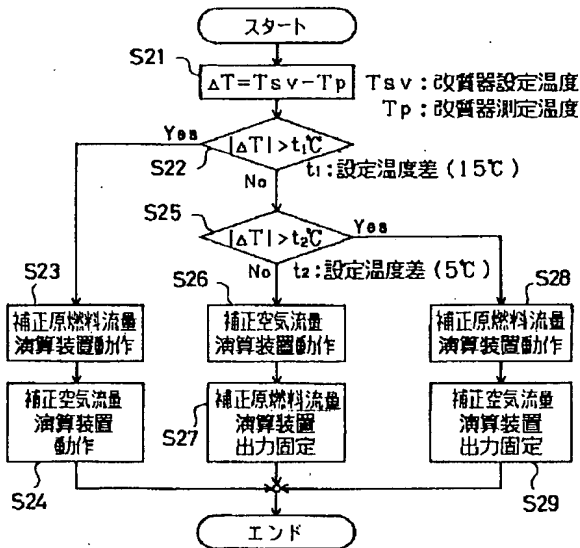 スタート
S21
ΔT=Tsv-Tp
Tsv:改質器設定温度
Tp:改質器測定温度
Yes
|ΔT|>t₁℃
S22
t₁:設定温度差(15℃)
No
S25
Yes
|ΔT|>t₂℃
S23
No
t₂:設定温度差(5℃)
S26
S28
補正原燃料流量
演算装置動作
補正空気流量
演算装置動作
補正原燃料流量
演算装置動作
補正空気流量
演算装置
動作
補正原燃料流量
演算装置
出力固定
補正空気流量
演算装置
出力固定
S27
S24
S29
エンド